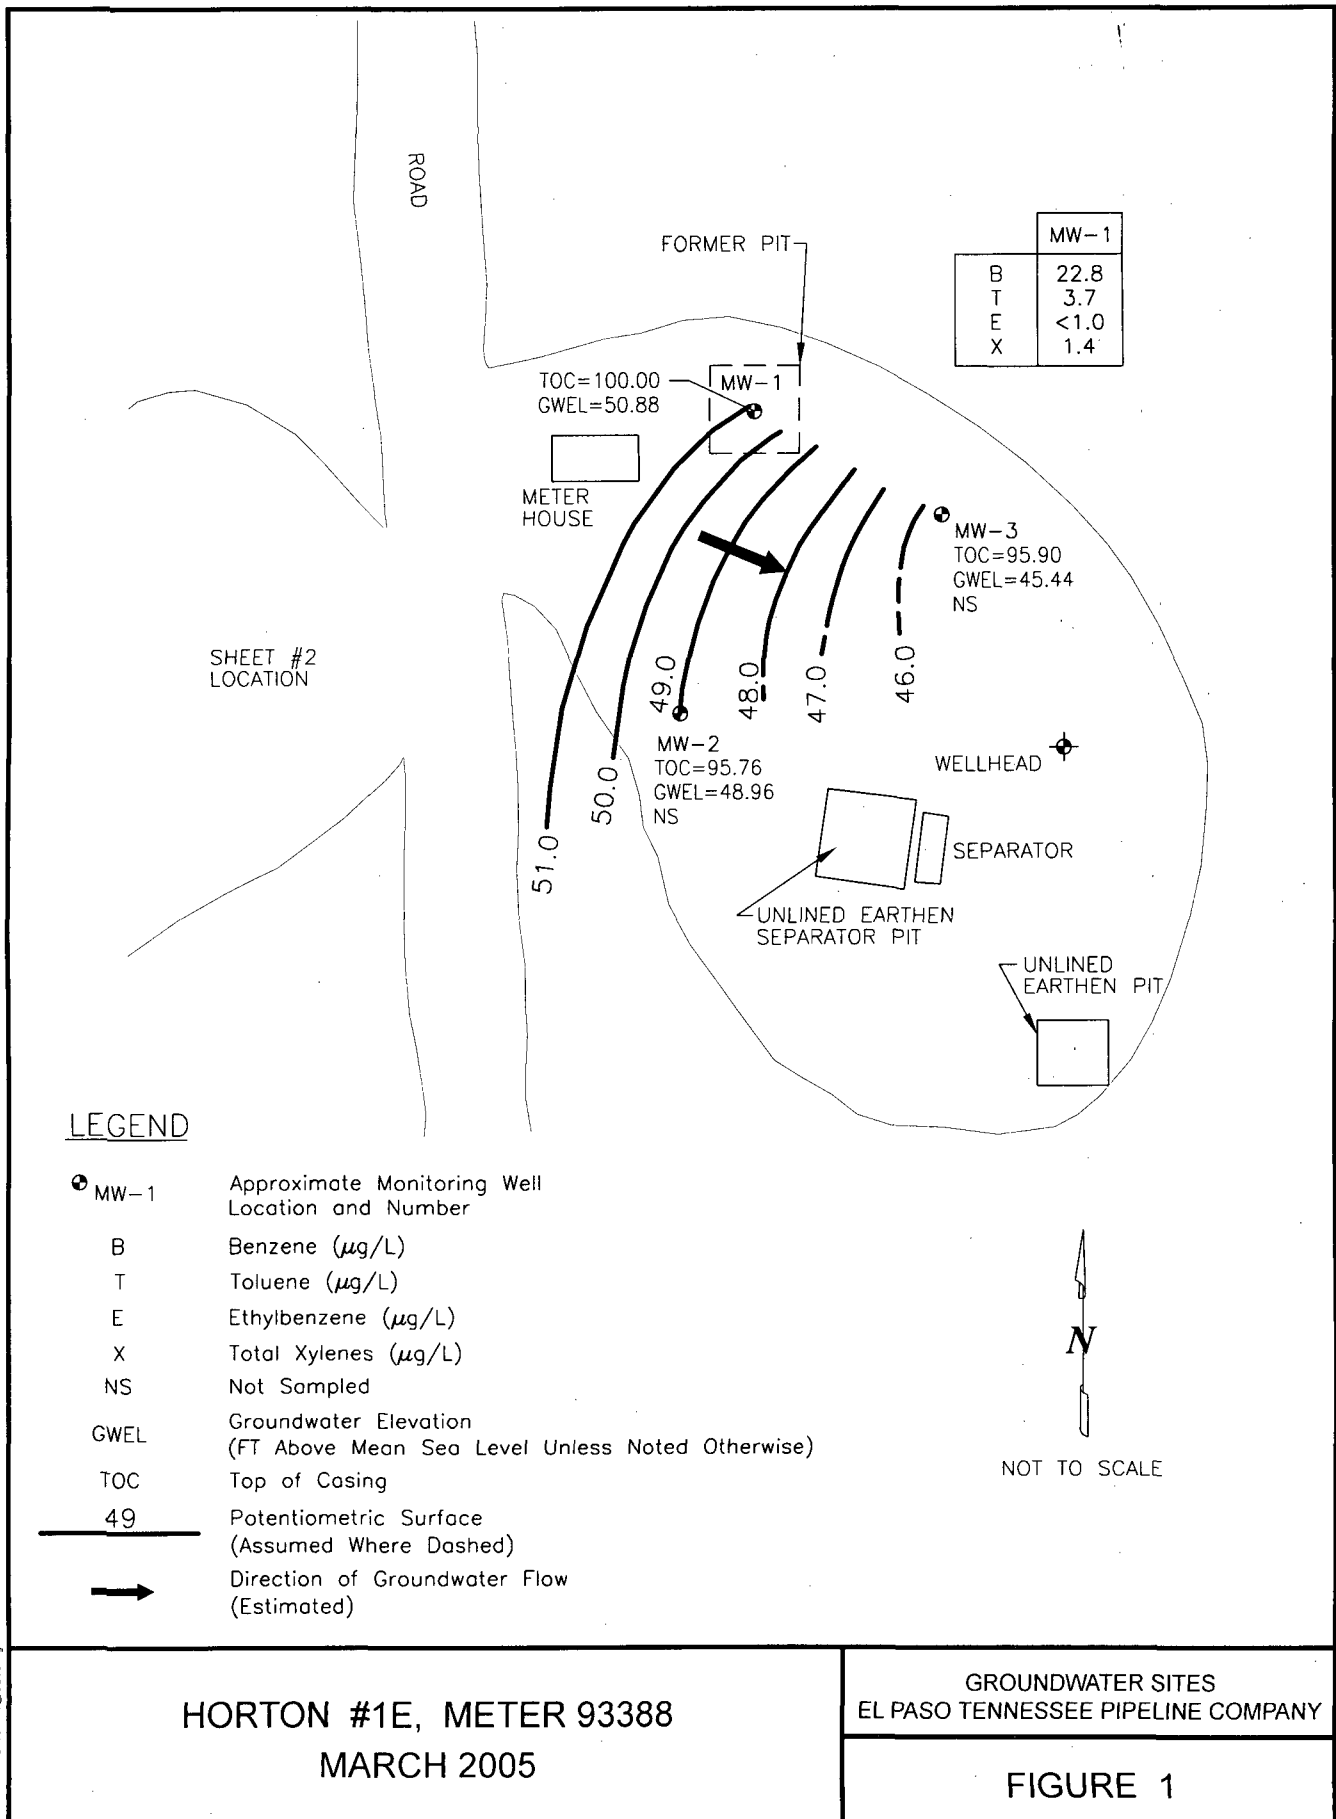 ROAD
FORMER PIT
MW-1
B 22.8
T 3.7
E <1.0
X 1.4
TOC=100.00
GWEL=50.88
MW-1
METER
HOUSE
MW-3
TOC=95.90
GWEL=45.44
NS
SHEET #2
LOCATION
49.0
48.0
47.0
46.0
MW-2
TOC=95.76
GWEL=48.96
NS
50.0
51.0
WELLHEAD
SEPARATOR
UNLINED EARTHEN
SEPARATOR PIT
UNLINED
EARTHEN PIT
LEGEND
MW-1 Approximate Monitoring Well
Location and Number
B Benzene (µg/L)
T Toluene (µg/L)
E Ethylbenzene (µg/L)
X Total Xylenes (µg/L)
NS Not Sampled
GWEL Groundwater Elevation
(FT Above Mean Sea Level Unless Noted Otherwise)
TOC Top of Casing
49 Potentiometric Surface
(Assumed Where Dashed)
Direction of Groundwater Flow
(Estimated)
N
NOT TO SCALE
HORTON #1E, METER 93388
MARCH 2005
GROUNDWATER SITES
EL PASO TENNESSEE PIPELINE COMPANY
FIGURE 1